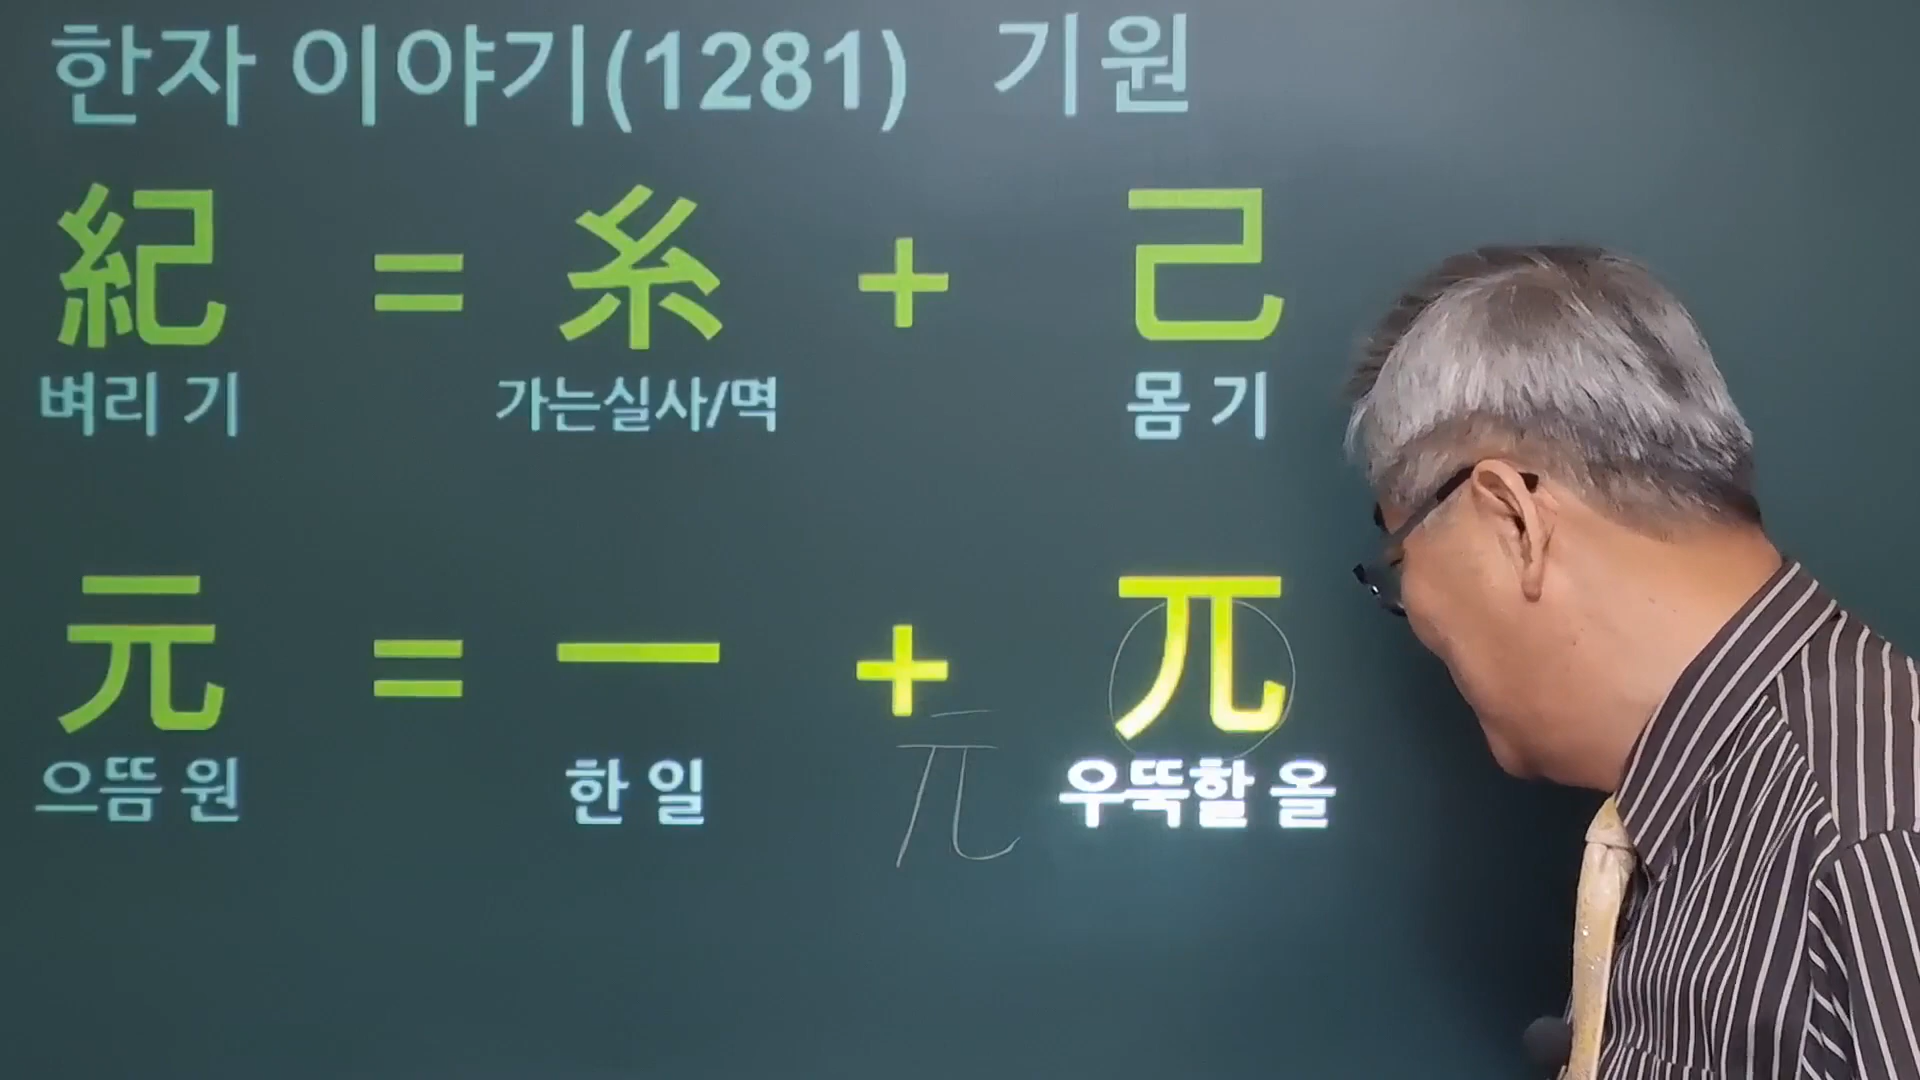 한자 이야기(1281) 기원
紀 = 糸 + 己
벼리 기 가는실사/멱 몸 기
元 = 一 + 兀
으뜸 원 한 일 우뚝할 올
元